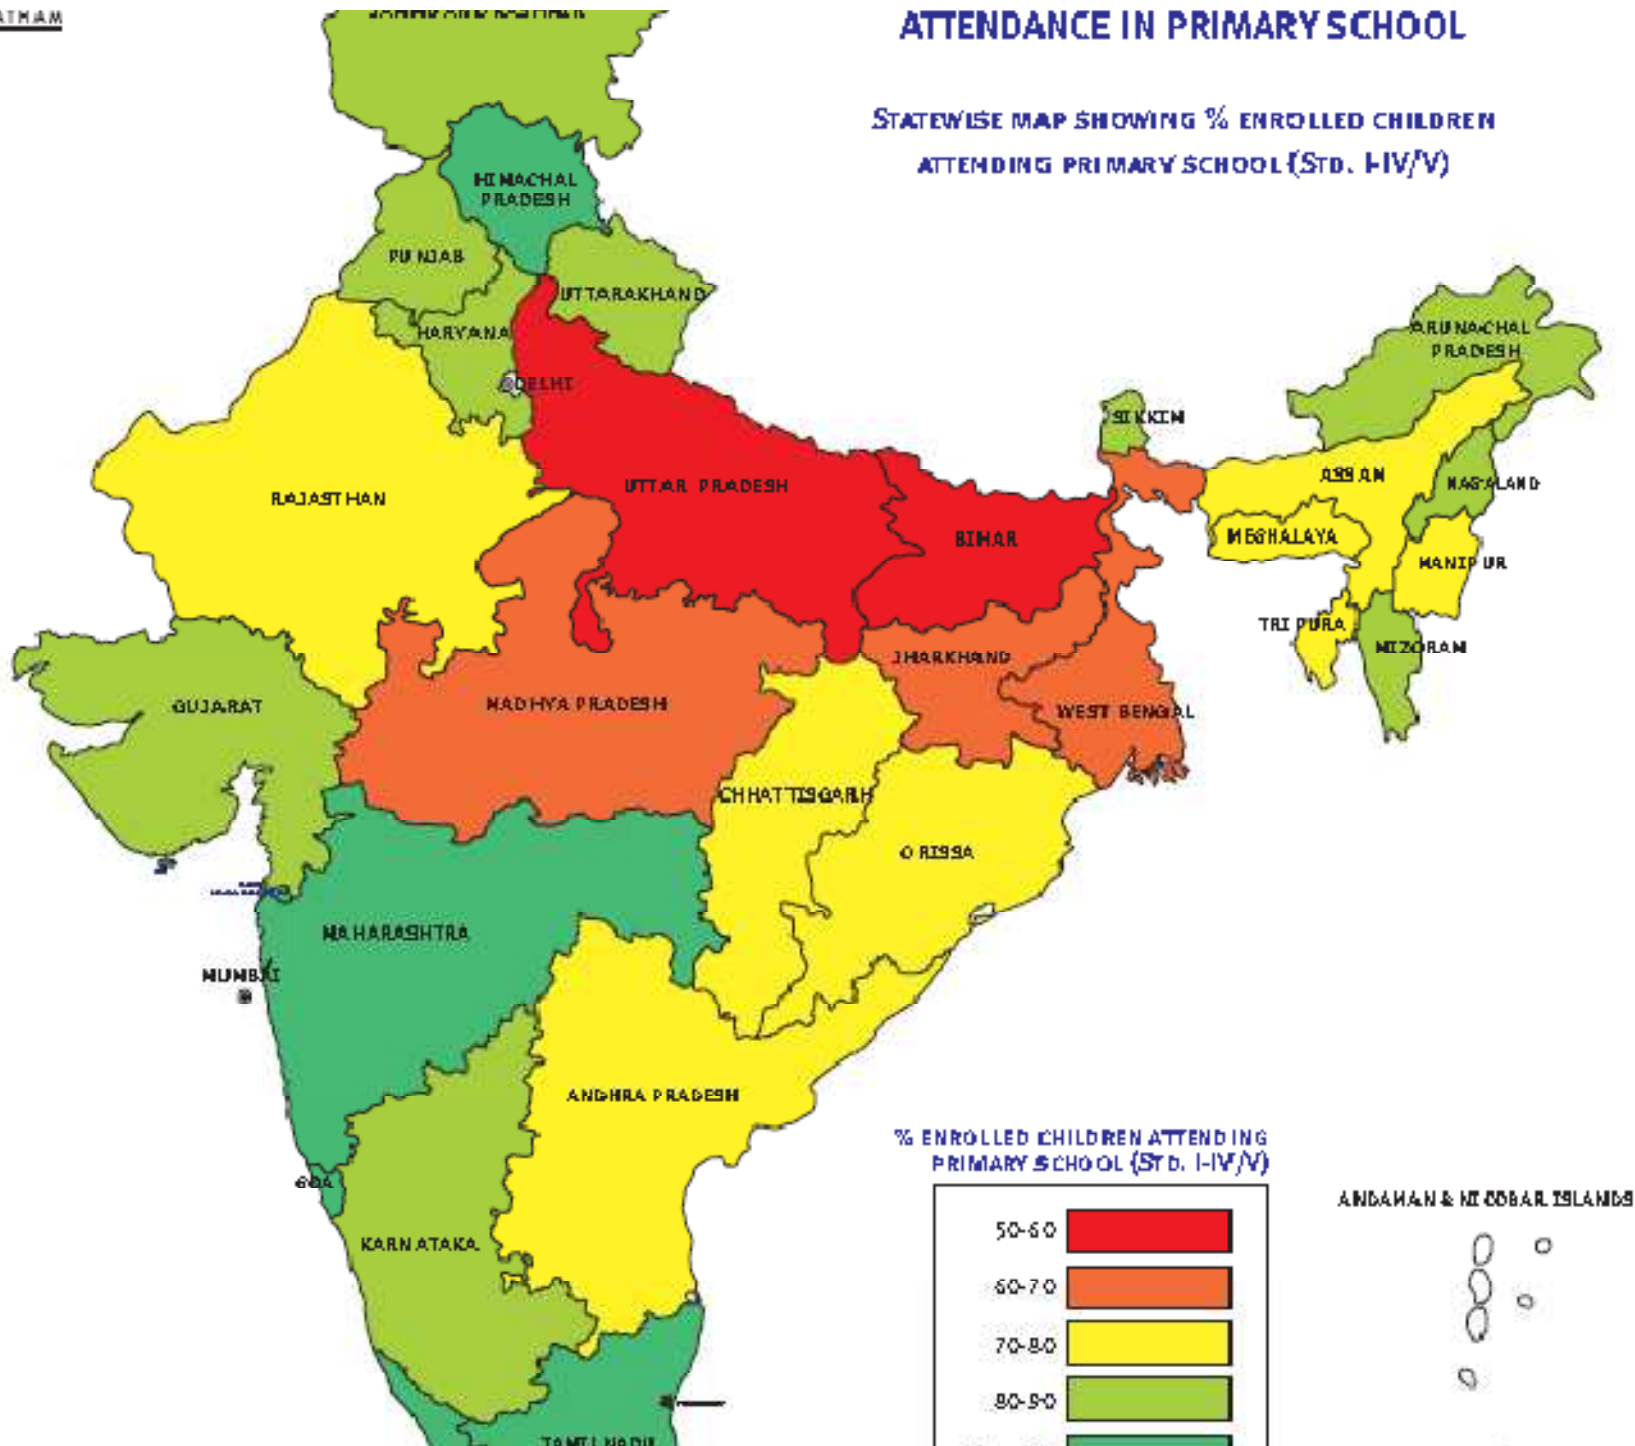 ATTENDANCE IN PRIMARY SCHOOL
STATEWISE MAP SHOWING % ENROLLED CHILDREN
ATTENDING PRIMARY SCHOOL (STD. I-IV/V)
HIMACHAL
PRADESH
PUNJAB
UTTARAKHAND
HARYANA
DELHI
ARUNACHAL
PRADESH
SIKKIM
RAJASTHAN
UTTAR PRADESH
BIHAR
ASSAM
NAGALAND
MEGHALAYA
MANIPUR
TRIPURA
MIZORAM
JHARKHAND
GUJARAT
MADHYA PRADESH
WEST BENGAL
CHHATTISGARH
ORISSA
MAHARASHTRA
MUMBAI
ANDHRA PRADESH
GOA
KARNATAKA
TAMIL NADU
% ENROLLED CHILDREN ATTENDING
PRIMARY SCHOOL (STD. I-IV/V)
50-60
60-70
70-80
80-90
ANDAMAN & NICOBAR ISLANDS